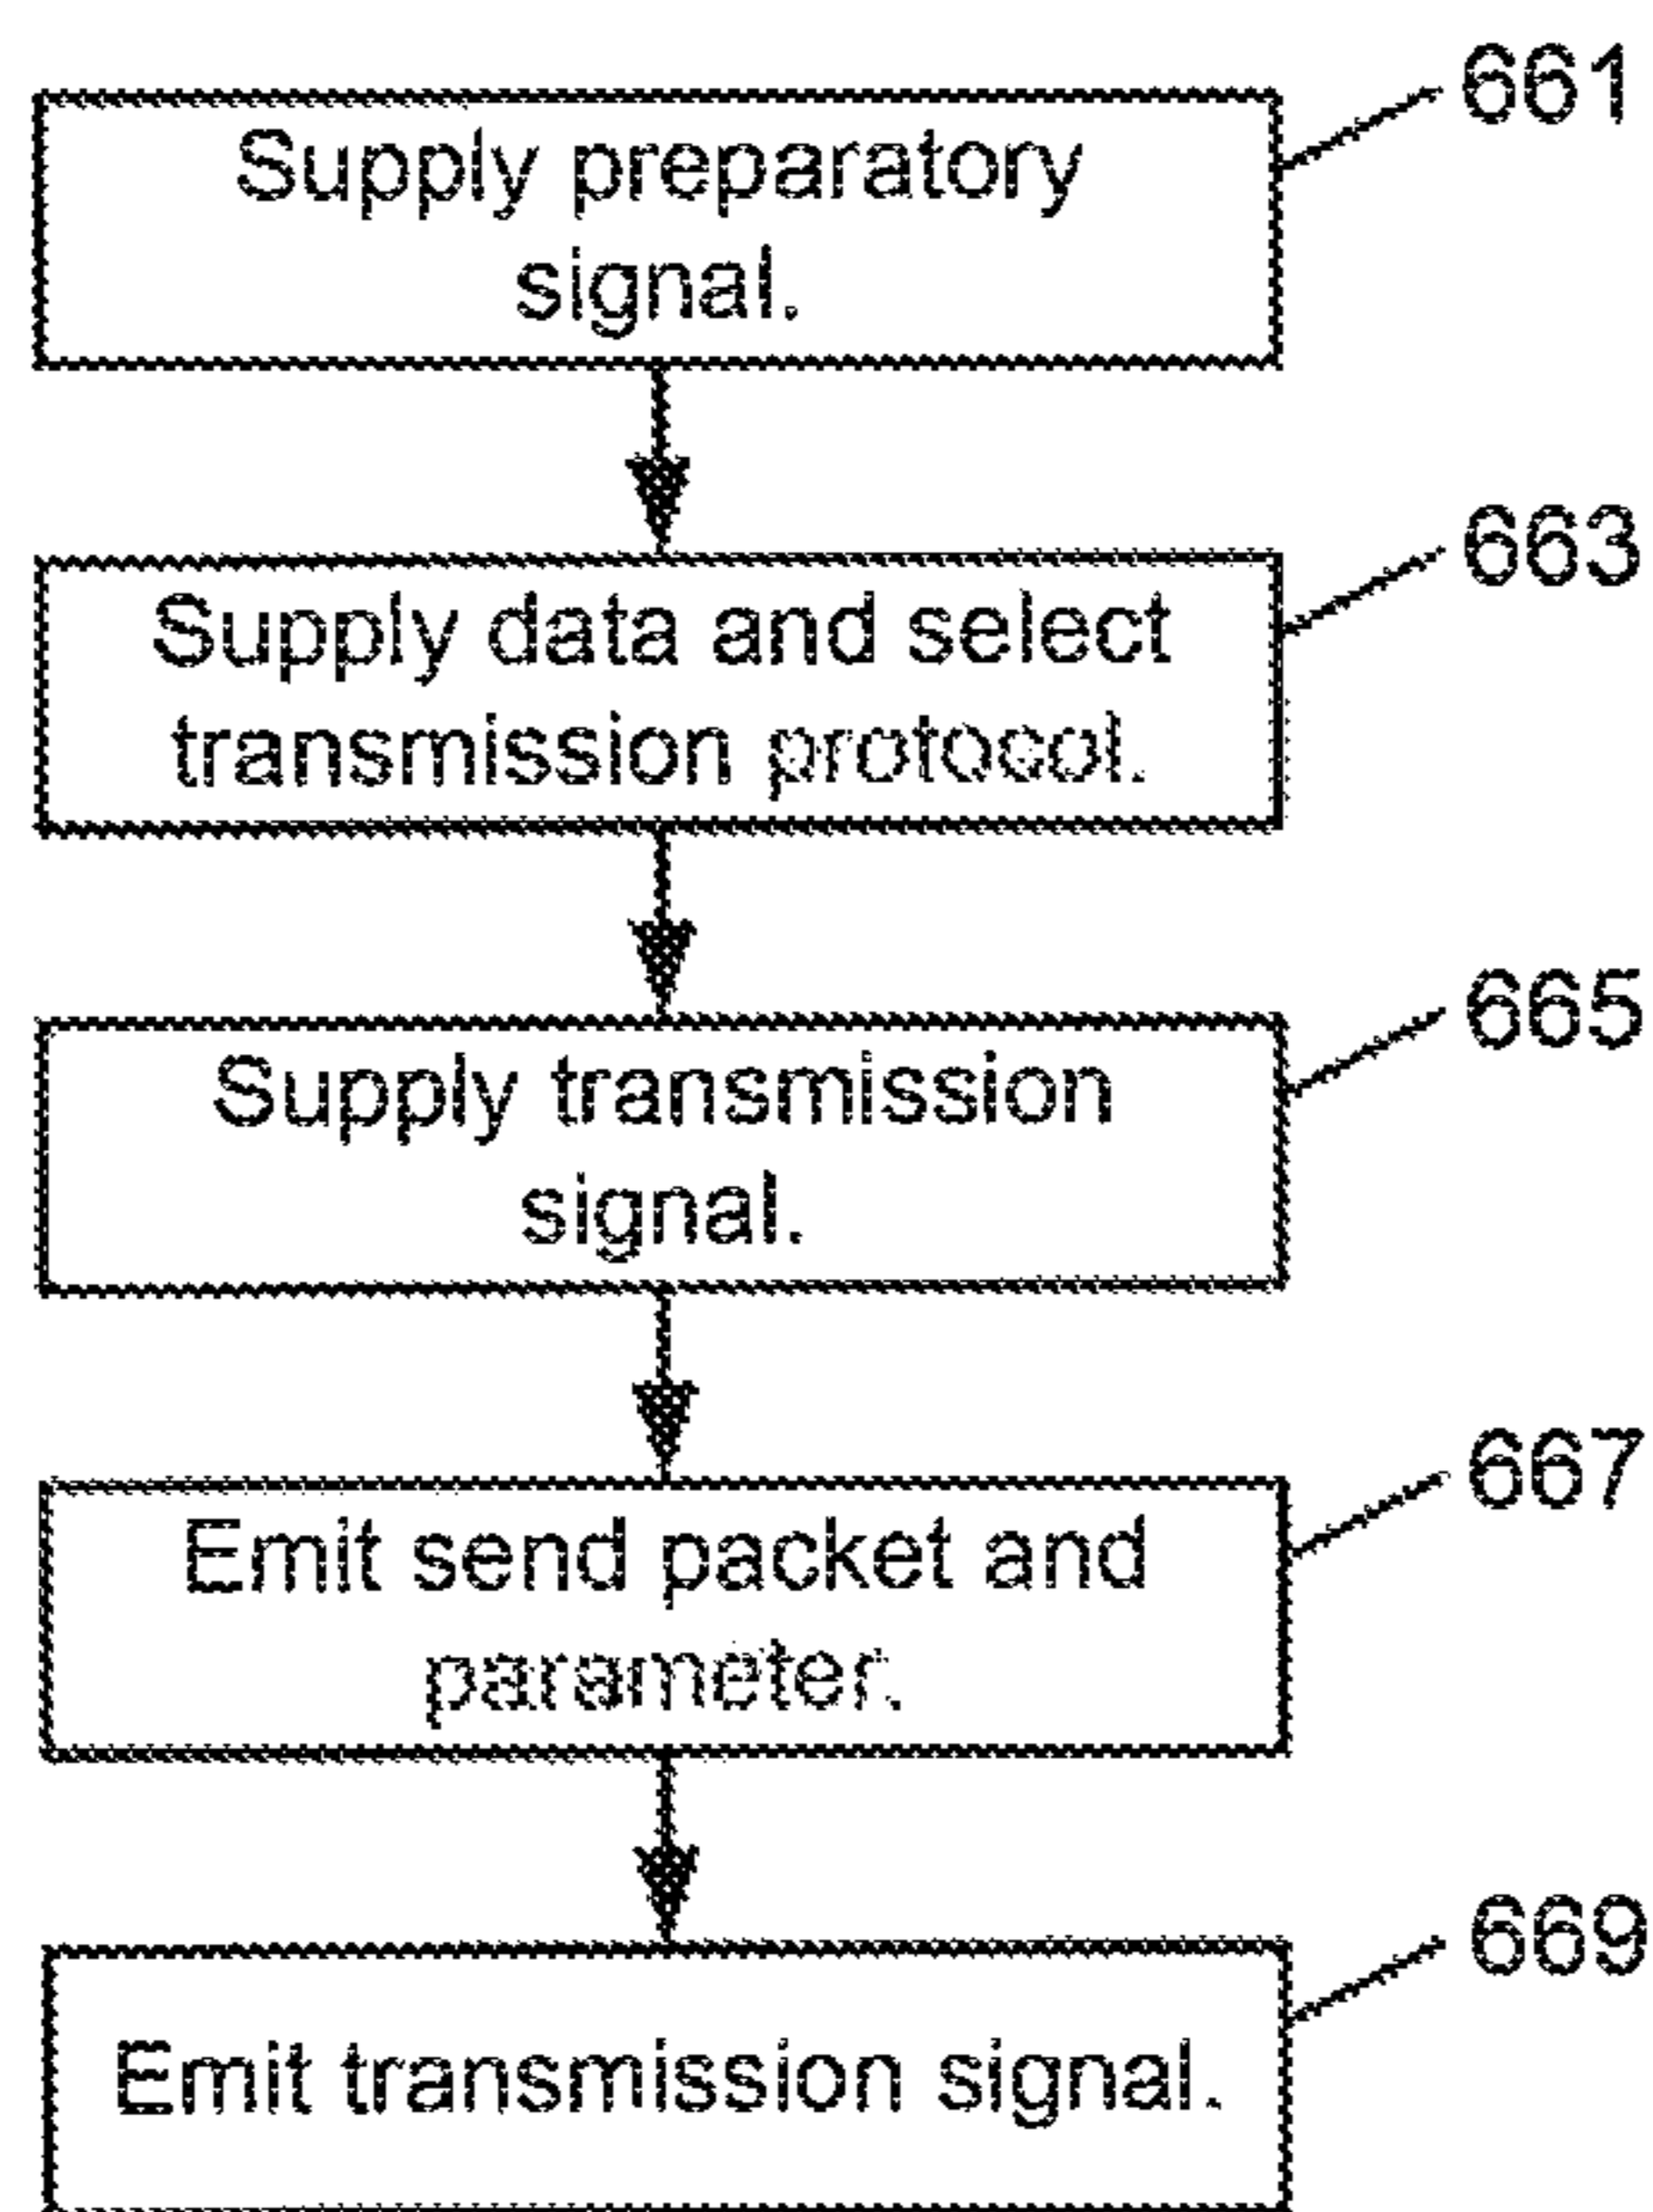 661
Supply preparatory
signal.
663
Supply data and select
transmission protocol.
665
Supply transmission
signal.
667
Emit send packet and
parameter.
669
Emit transmission signal.